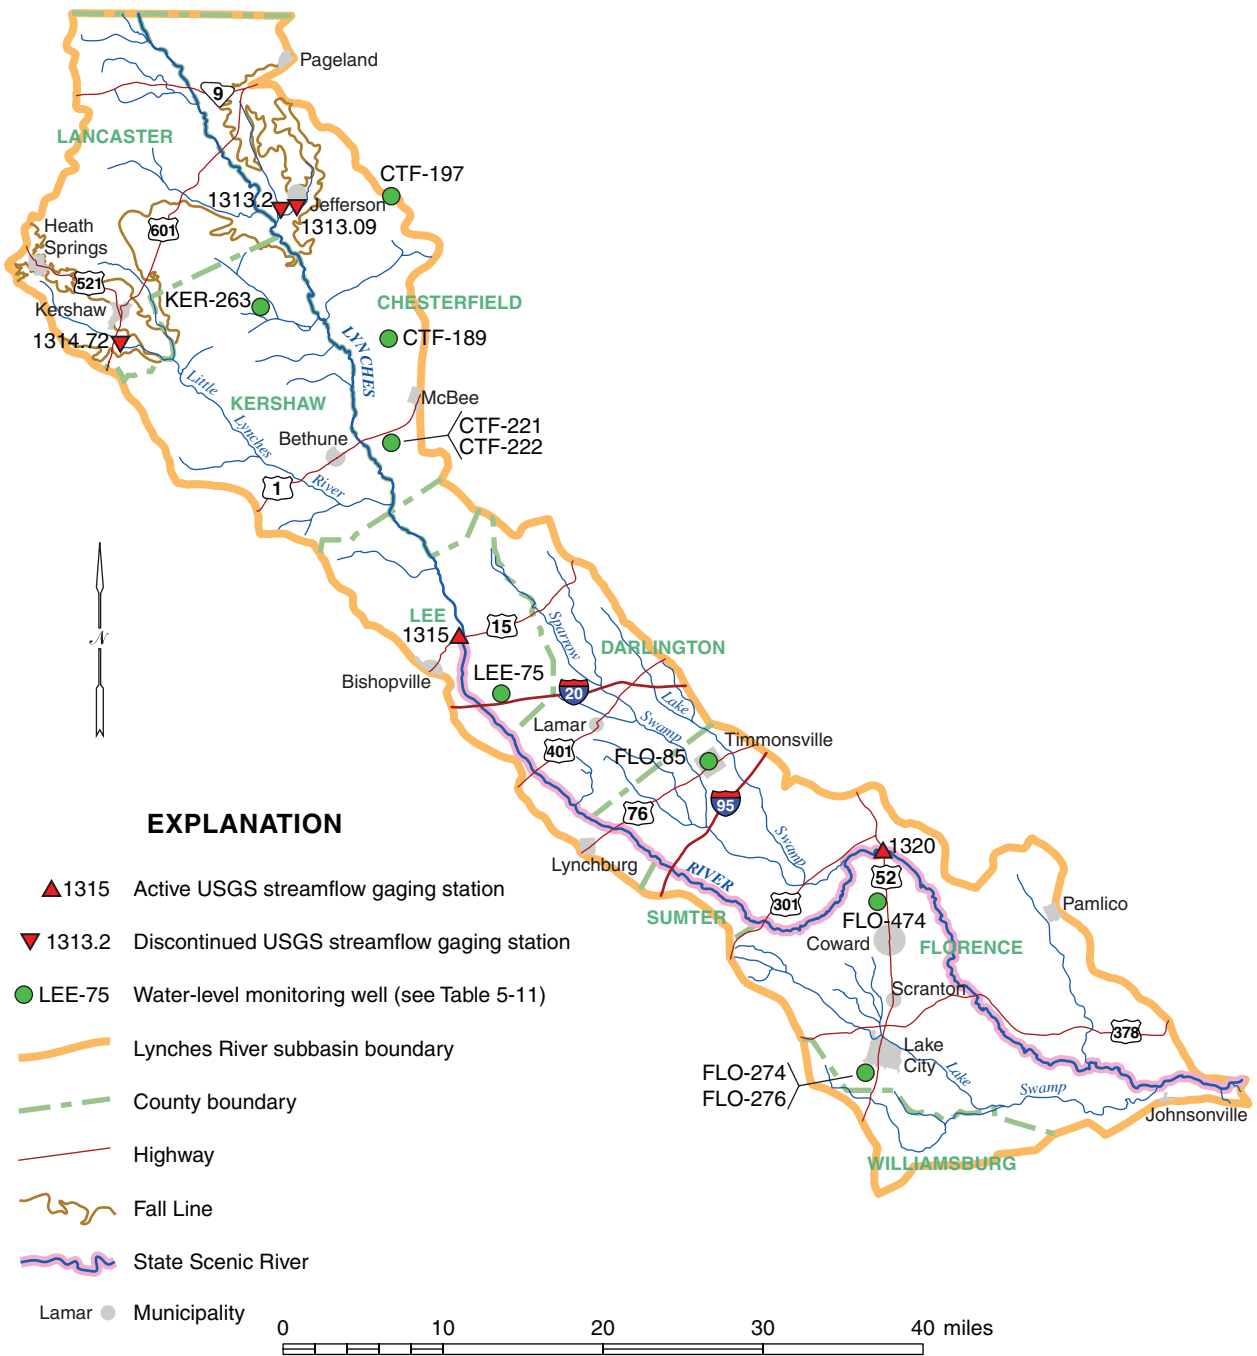 Pageland
9
LANCASTER
CTF-197
1313.2
Jefferson
1313.09
Heath
Springs
601
521
KER-263
CHESTERFIELD
Kershaw
1314.72
CTF-189
LYNCHES
Little
Lynches
River
KERSHAW
McBee
Bethune
CTF-221
CTF-222
1
N
LEE
1315
15
Sparrow
Swamp
DARLINGTON
Bishopville
LEE-75
20
Lake
Swamp
Lamar
401
FLO-85
Timmonsville
76
95
Lynchburg
RIVER
1320
52
301
SUMTER
FLO-474
Coward
FLORENCE
Pamlico
Scranton
378
Lake
City
FLO-274
FLO-276
Lake
Swamp
Johnsonville
WILLIAMSBURG
EXPLANATION
1315 Active USGS streamflow gaging station
1313.2 Discontinued USGS streamflow gaging station
LEE-75 Water-level monitoring well (see Table 5-11)
Lynches River subbasin boundary
County boundary
Highway
Fall Line
State Scenic River
Lamar Municipality
0 10 20 30 40 miles